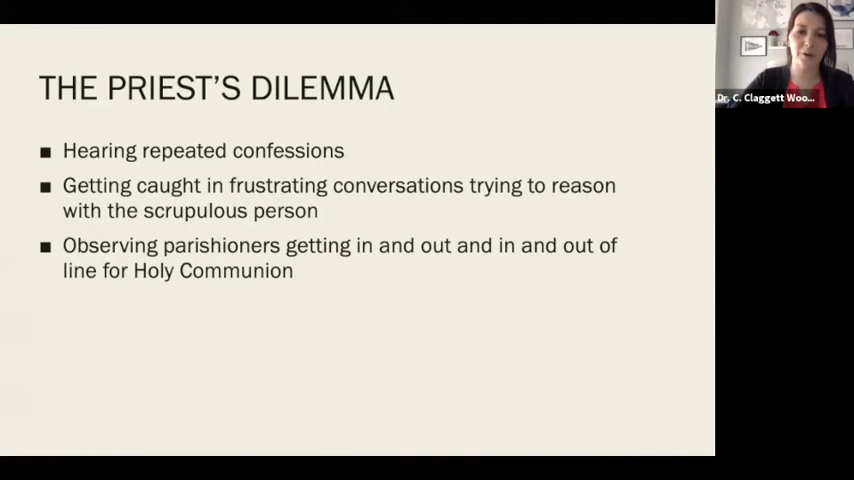 THE PRIEST'S DILEMMA
■ Hearing repeated confessions
■ Getting caught in frustrating conversations trying to reason
with the scrupulous person
■ Observing parishioners getting in and out and in and out of
line for Holy Communion
Dr. C. Claggett Woo...